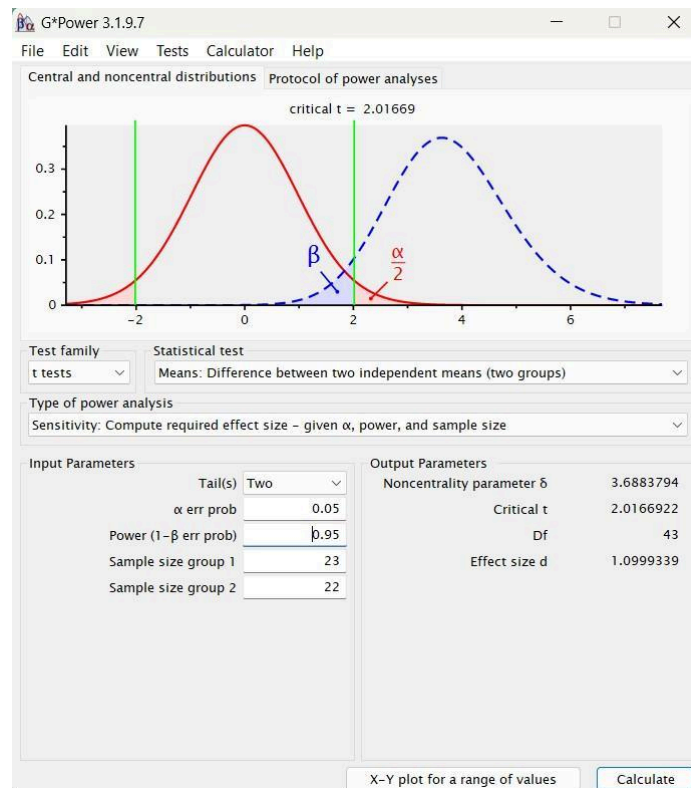 G*Power 3.1.9.7
File Edit View Tests Calculator Help
Central and noncentral distributions Protocol of power analyses
critical t = 2.01669
0.3
0.2
0.1
0
β
α
2
-2 0 2 4 6
Test family Statistical test
t tests Means: Difference between two independent means (two groups)
Type of power analysis
Sensitivity: Compute required effect size – given α, power, and sample size
Input Parameters Output Parameters
Tail(s) Two Noncentrality parameter δ 3.6883794
α err prob 0.05 Critical t 2.0166922
Power (1-β err prob) 0.95 Df 43
Sample size group 1 23 Effect size d 1.0999339
Sample size group 2 22
X-Y plot for a range of values Calculate